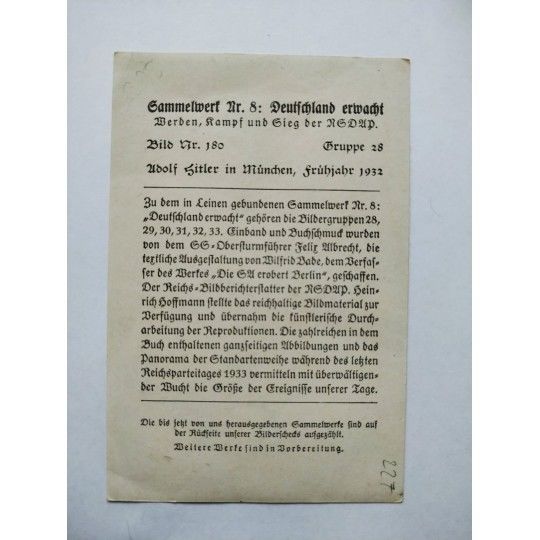 Sammelwerk Nr. 8: Deutschland erwacht
Werden, Kampf und Sieg der NSDAP.
Bild Nr. 180 Gruppe 28
Adolf Hitler in München, Frühjahr 1932
Zu dem in Leinen gebundenen Sammelwerk Nr. 8:
„Deutschland erwacht“ gehören die Bildergruppen 28,
29, 30, 31, 32, 33. Einband und Buchschmuck wurden
von dem SS-Obersturmführer Felix Albrecht, die
textliche Ausgestaltung von Wilfrid Bade, dem Verfas-
ser des Werkes „Die SA erobert Berlin“, geschaffen.
Der Reichs-Bildberichterstatter der NSDAP. Hein-
rich Hoffmann stellte das reichhaltige Bildmaterial zur
Verfügung und übernahm die künstlerische Durch-
arbeitung der Reproduktionen. Die zahlreichen in dem
Buch enthaltenen ganzseitigen Abbildungen und das
Panorama der Standartenweihe während des letzten
Reichsparteitages 1933 vermitteln mit überwältigen-
der Wucht die Größe der Ereignisse unserer Tage.
Die bis jetzt von uns herausgegebenen Sammelwerke sind auf
der Rückseite unserer Bilderschecks aufgezählt.
Weitere Werke sind in Vorbereitung.
227